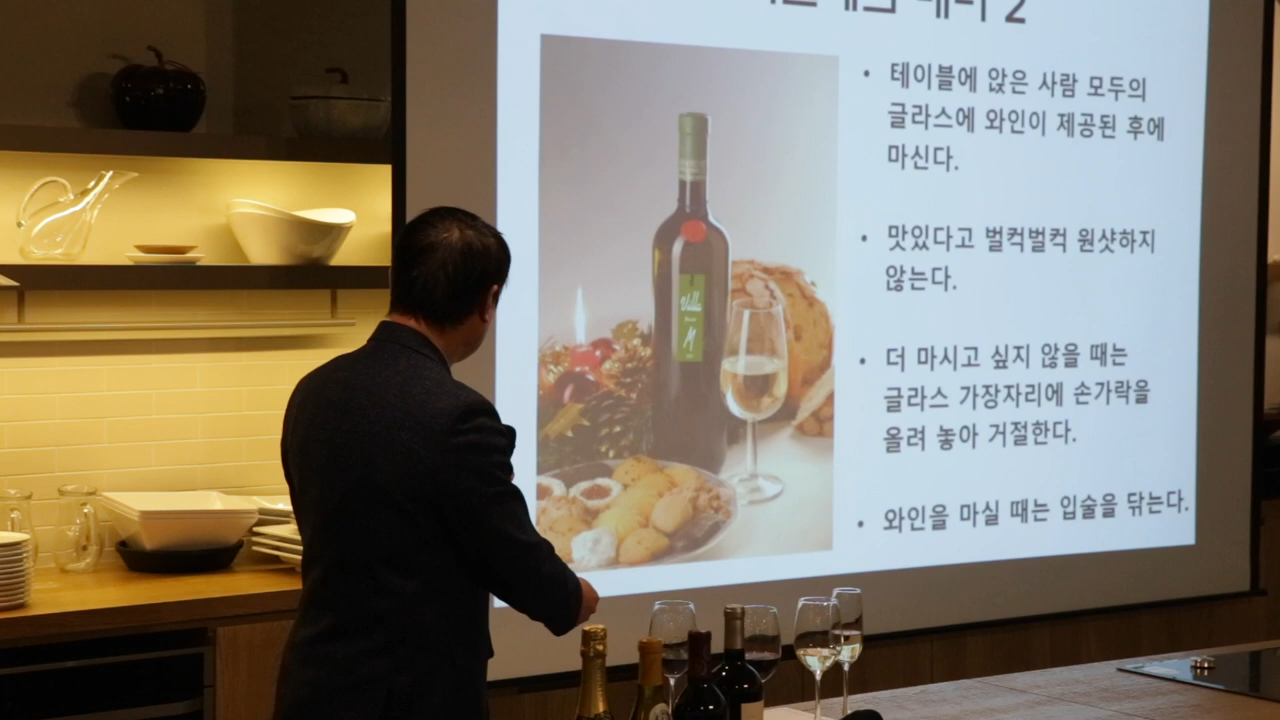 2
• 테이블에 앉은 사람 모두의
글라스에 와인이 제공된 후에
마신다.
• 맛있다고 벌컥벌컥 원샷하지
않는다.
• 더 마시고 싶지 않을 때는
글라스 가장자리에 손가락을
올려 놓아 거절한다.
• 와인을 마실 때는 입술을 닦는다.
M